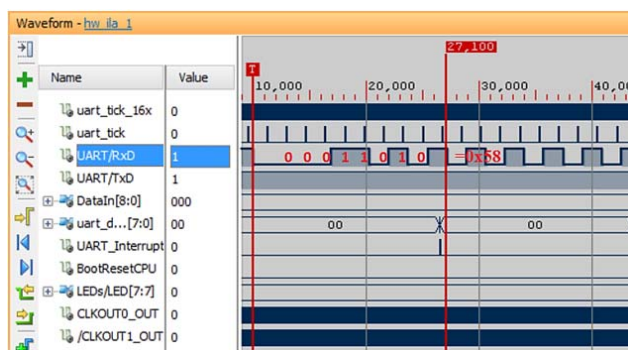 Waveform - hw_ila_1
27,100
Name
Value
T
10,000
20,000
30,000
40,0
uart_tick_16x
0
uart_tick
0
UART/RxD
1
0 0 0 1 1 0 1 0 =0x58
UART/TxD
1
DataIn[8:0]
000
uart_d...[7:0]
00
00
00
UART_Interrupt
0
BootResetCPU
0
LEDs/LED[7:7]
0
CLKOUT0_OUT
0
/CLKOUT1_OUT
0